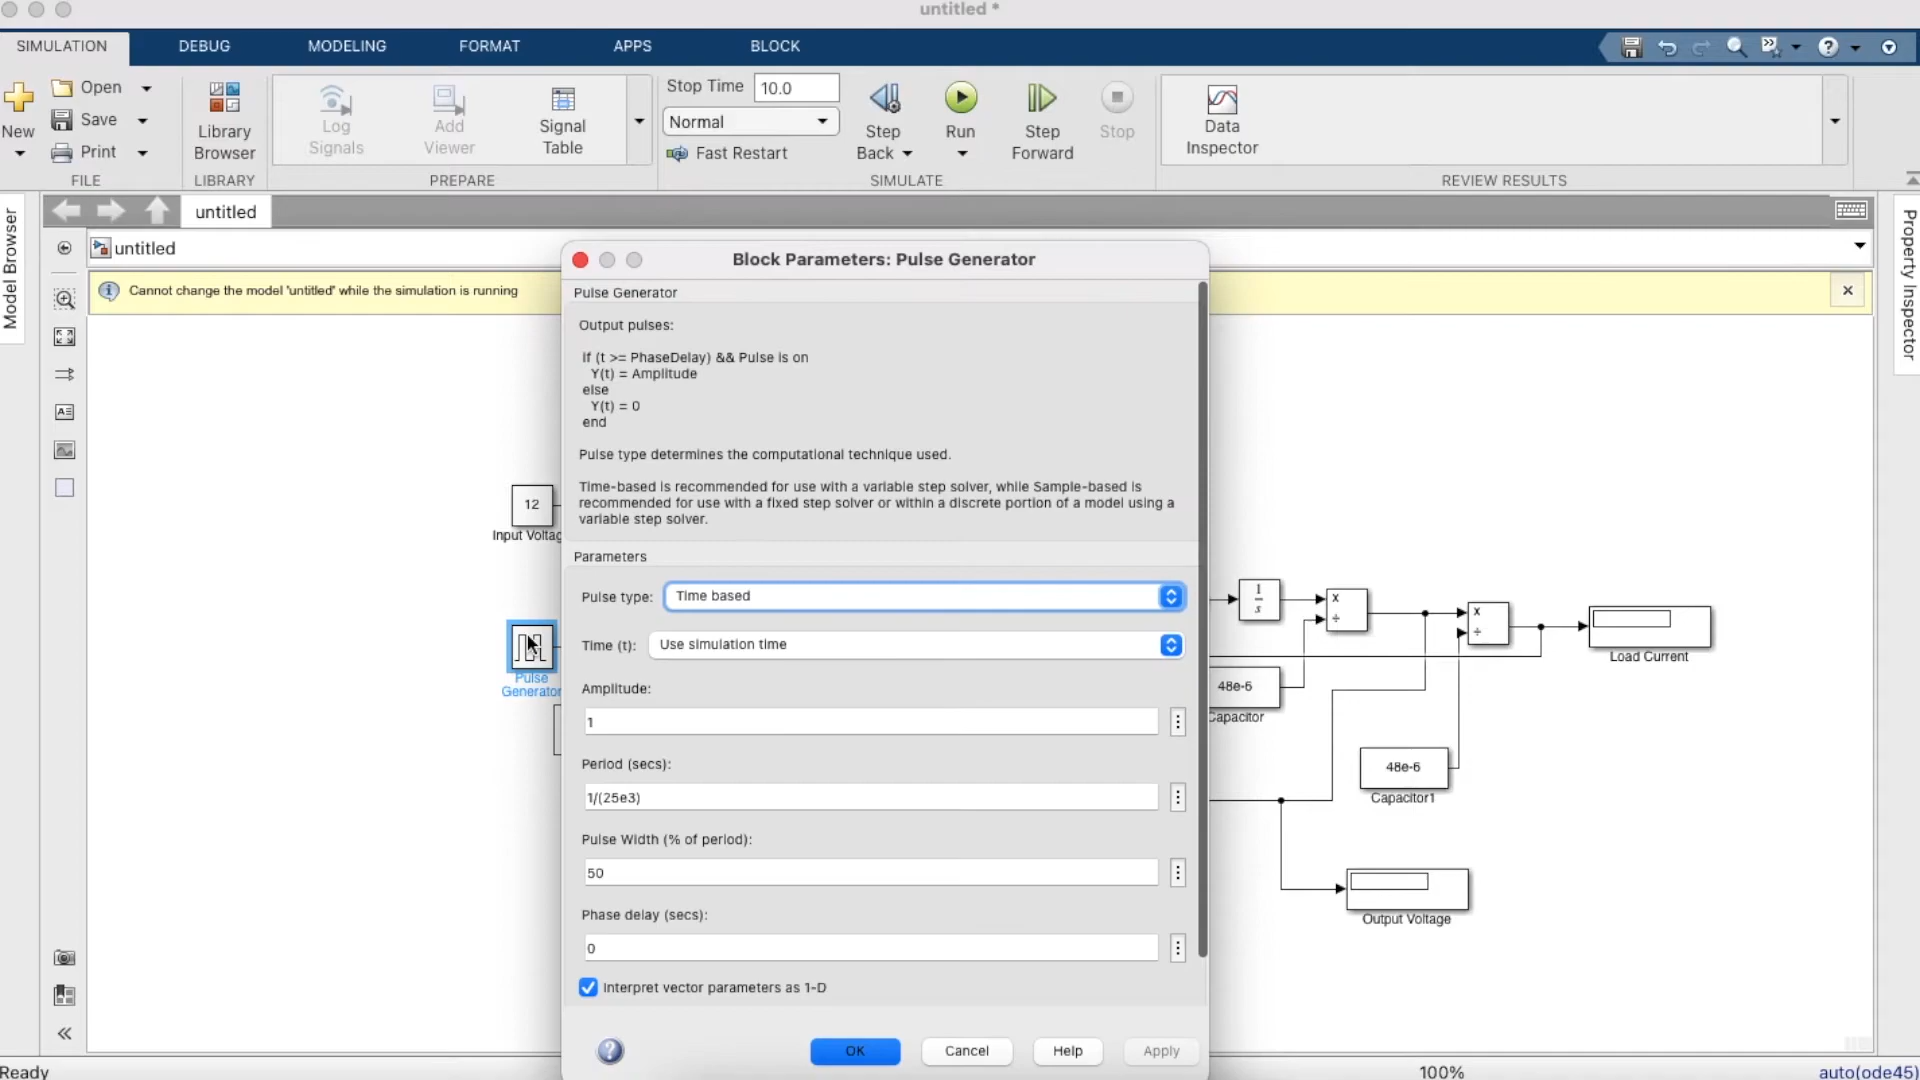 untitled *
SIMULATION DEBUG MODELING FORMAT APPS BLOCK
New
Open
Save
Print
FILE
Library
Browser
LIBRARY
Log
Signals
Add
Viewer
Signal
Table
PREPARE
Stop Time 10.0
Normal
Fast Restart
Step
Back
Run
Step
Forward
Stop
SIMULATE
Data
Inspector
REVIEW RESULTS
Model Browser
Property Inspector
untitled
untitled
Cannot change the model 'untitled' while the simulation is running
Block Parameters: Pulse Generator
Pulse Generator
Output pulses:
if (t >= PhaseDelay) && Pulse is on
Y(t) = Amplitude
else
Y(t) = 0
end
Pulse type determines the computational technique used.
Time-based is recommended for use with a variable step solver, while Sample-based is
recommended for use with a fixed step solver or within a discrete portion of a model using a
variable step solver.
Parameters
Pulse type: Time based
Time (t): Use simulation time
Amplitude:
1
Period (secs):
1/(25e3)
Pulse Width (% of period):
50
Phase delay (secs):
0
Interpret vector parameters as 1-D
OK Cancel Help Apply
12
Input Voltag
Pulse
Generator
1
s
x
÷
x
÷
Load Current
48e-6
Capacitor
48e-6
Capacitor1
Output Voltage
Ready
100%
auto(ode45)